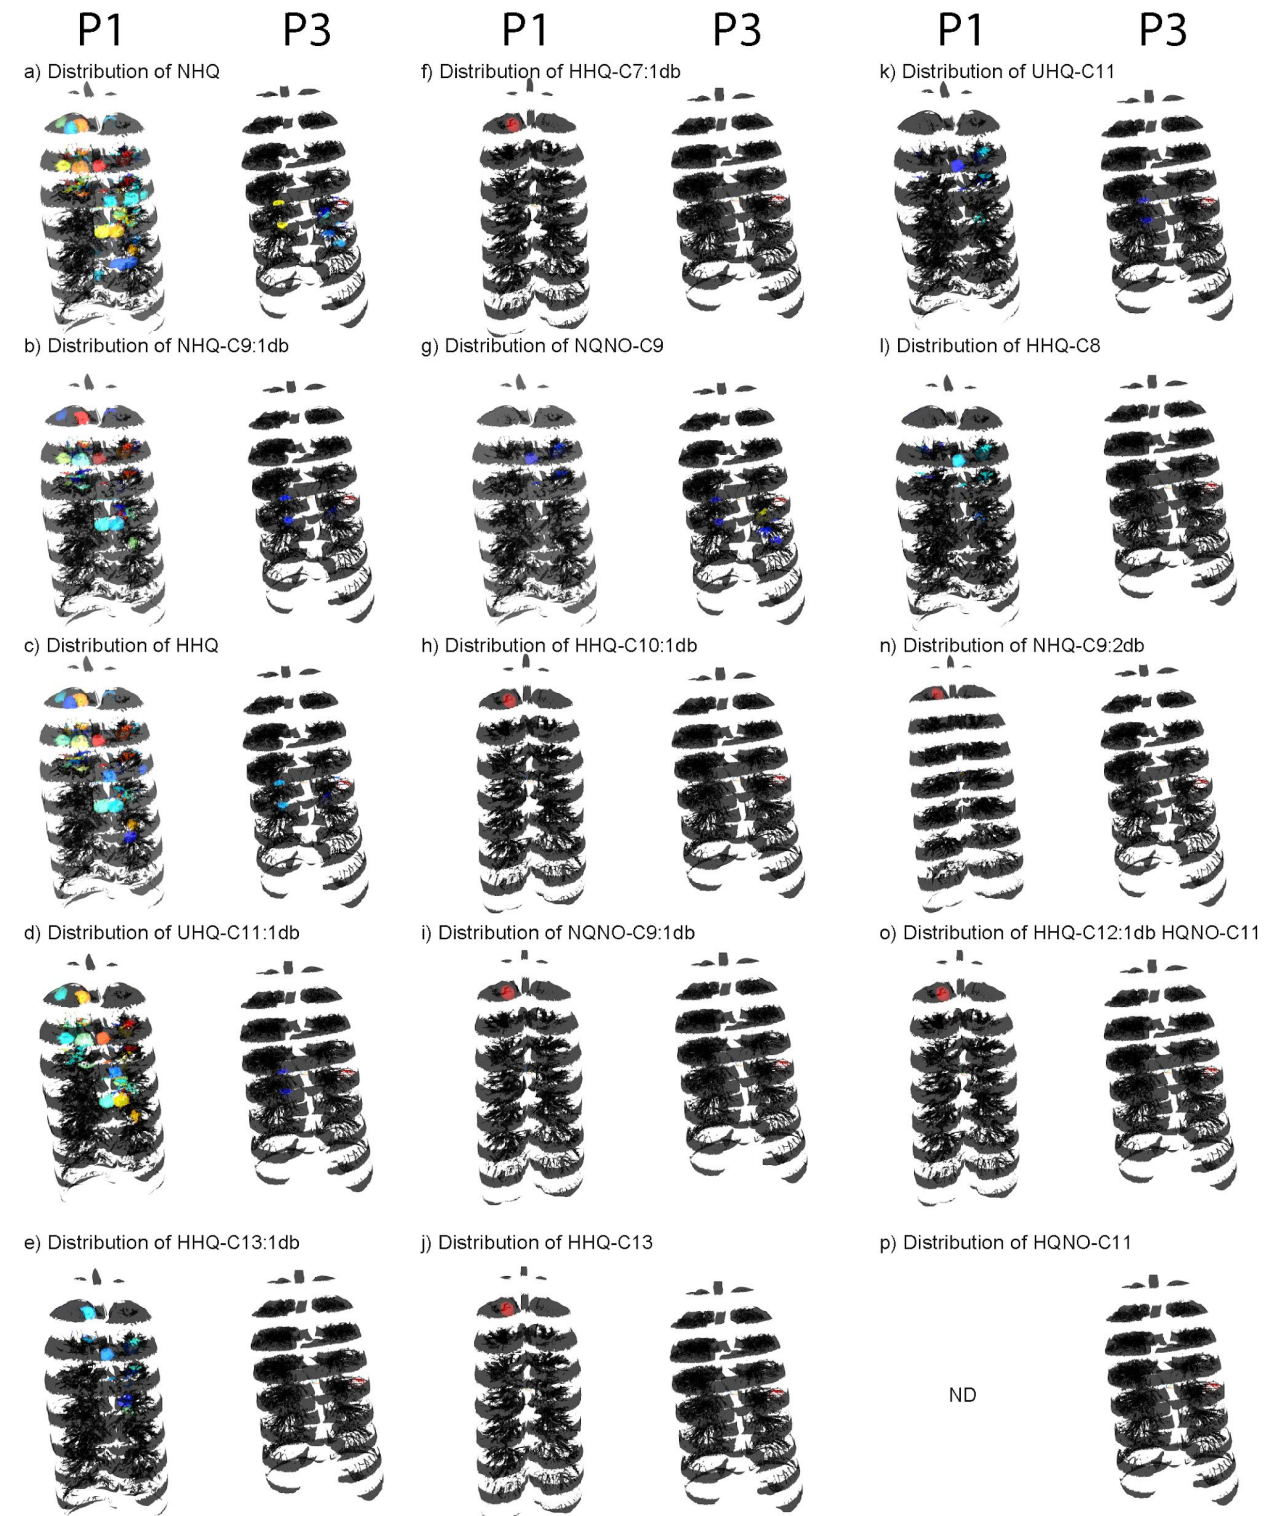 P1 P3 P1 P3 P1 P3
a) Distribution of NHQ
f) Distribution of HHQ-C7:1db
k) Distribution of UHQ-C11
b) Distribution of NHQ-C9:1db
g) Distribution of NQNO-C9
l) Distribution of HHQ-C8
c) Distribution of HHQ
h) Distribution of HHQ-C10:1db
n) Distribution of NHQ-C9:2db
d) Distribution of UHQ-C11:1db
i) Distribution of NQNO-C9:1db
o) Distribution of HHQ-C12:1db HQNO-C11
e) Distribution of HHQ-C13:1db
j) Distribution of HHQ-C13
p) Distribution of HQNO-C11
ND